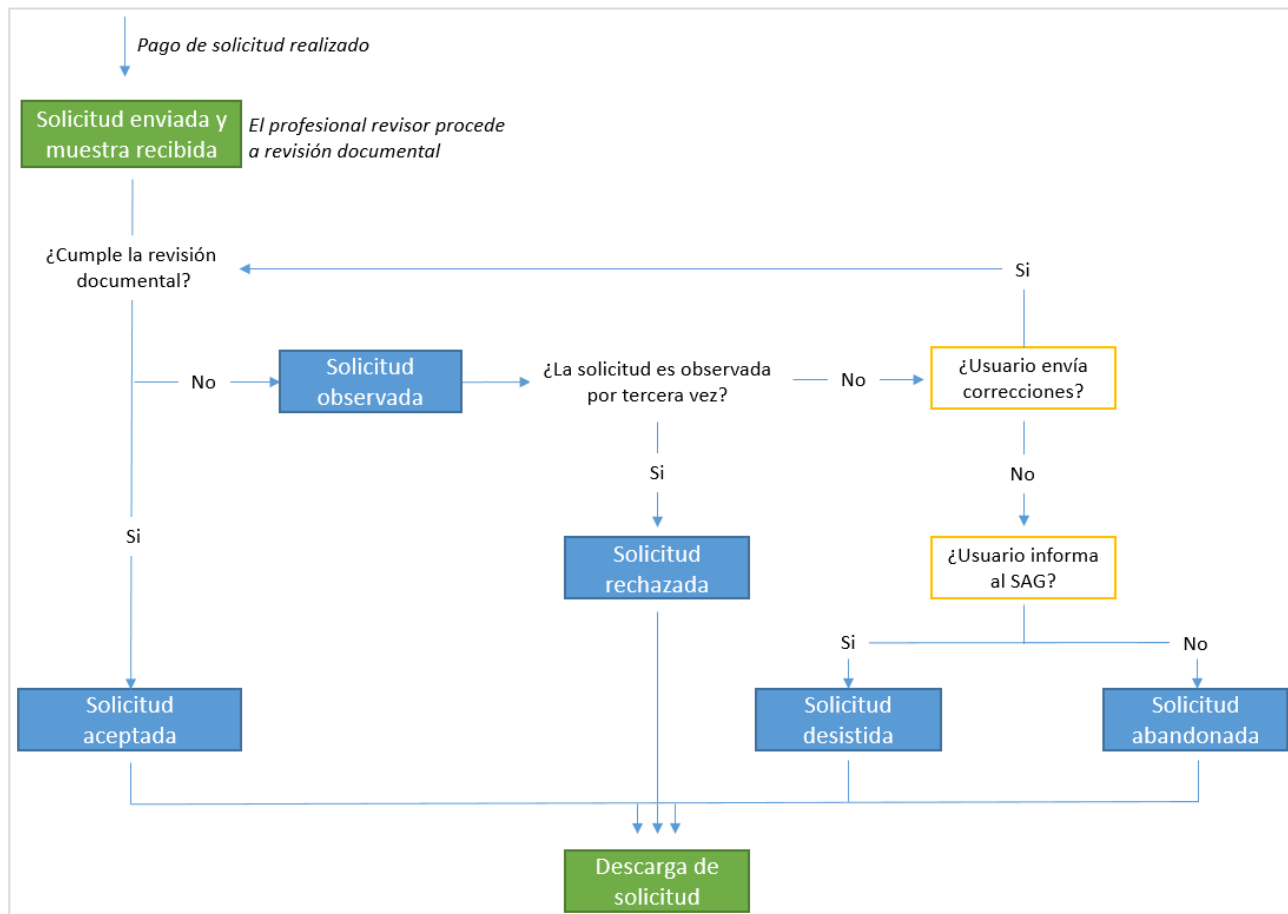 Pago de solicitud realizado
Solicitud enviada y
muestra recibida
El profesional revisor procede
a revisión documental
¿Cumple la revisión
documental?
Si
No
Solicitud
observada
¿La solicitud es observada
por tercera vez?
No
¿Usuario envía
correcciones?
Si
No
Si
Solicitud
rechazada
¿Usuario informa
al SAG?
Si
No
Solicitud
aceptada
Solicitud
desistida
Solicitud
abandonada
Descarga de
solicitud